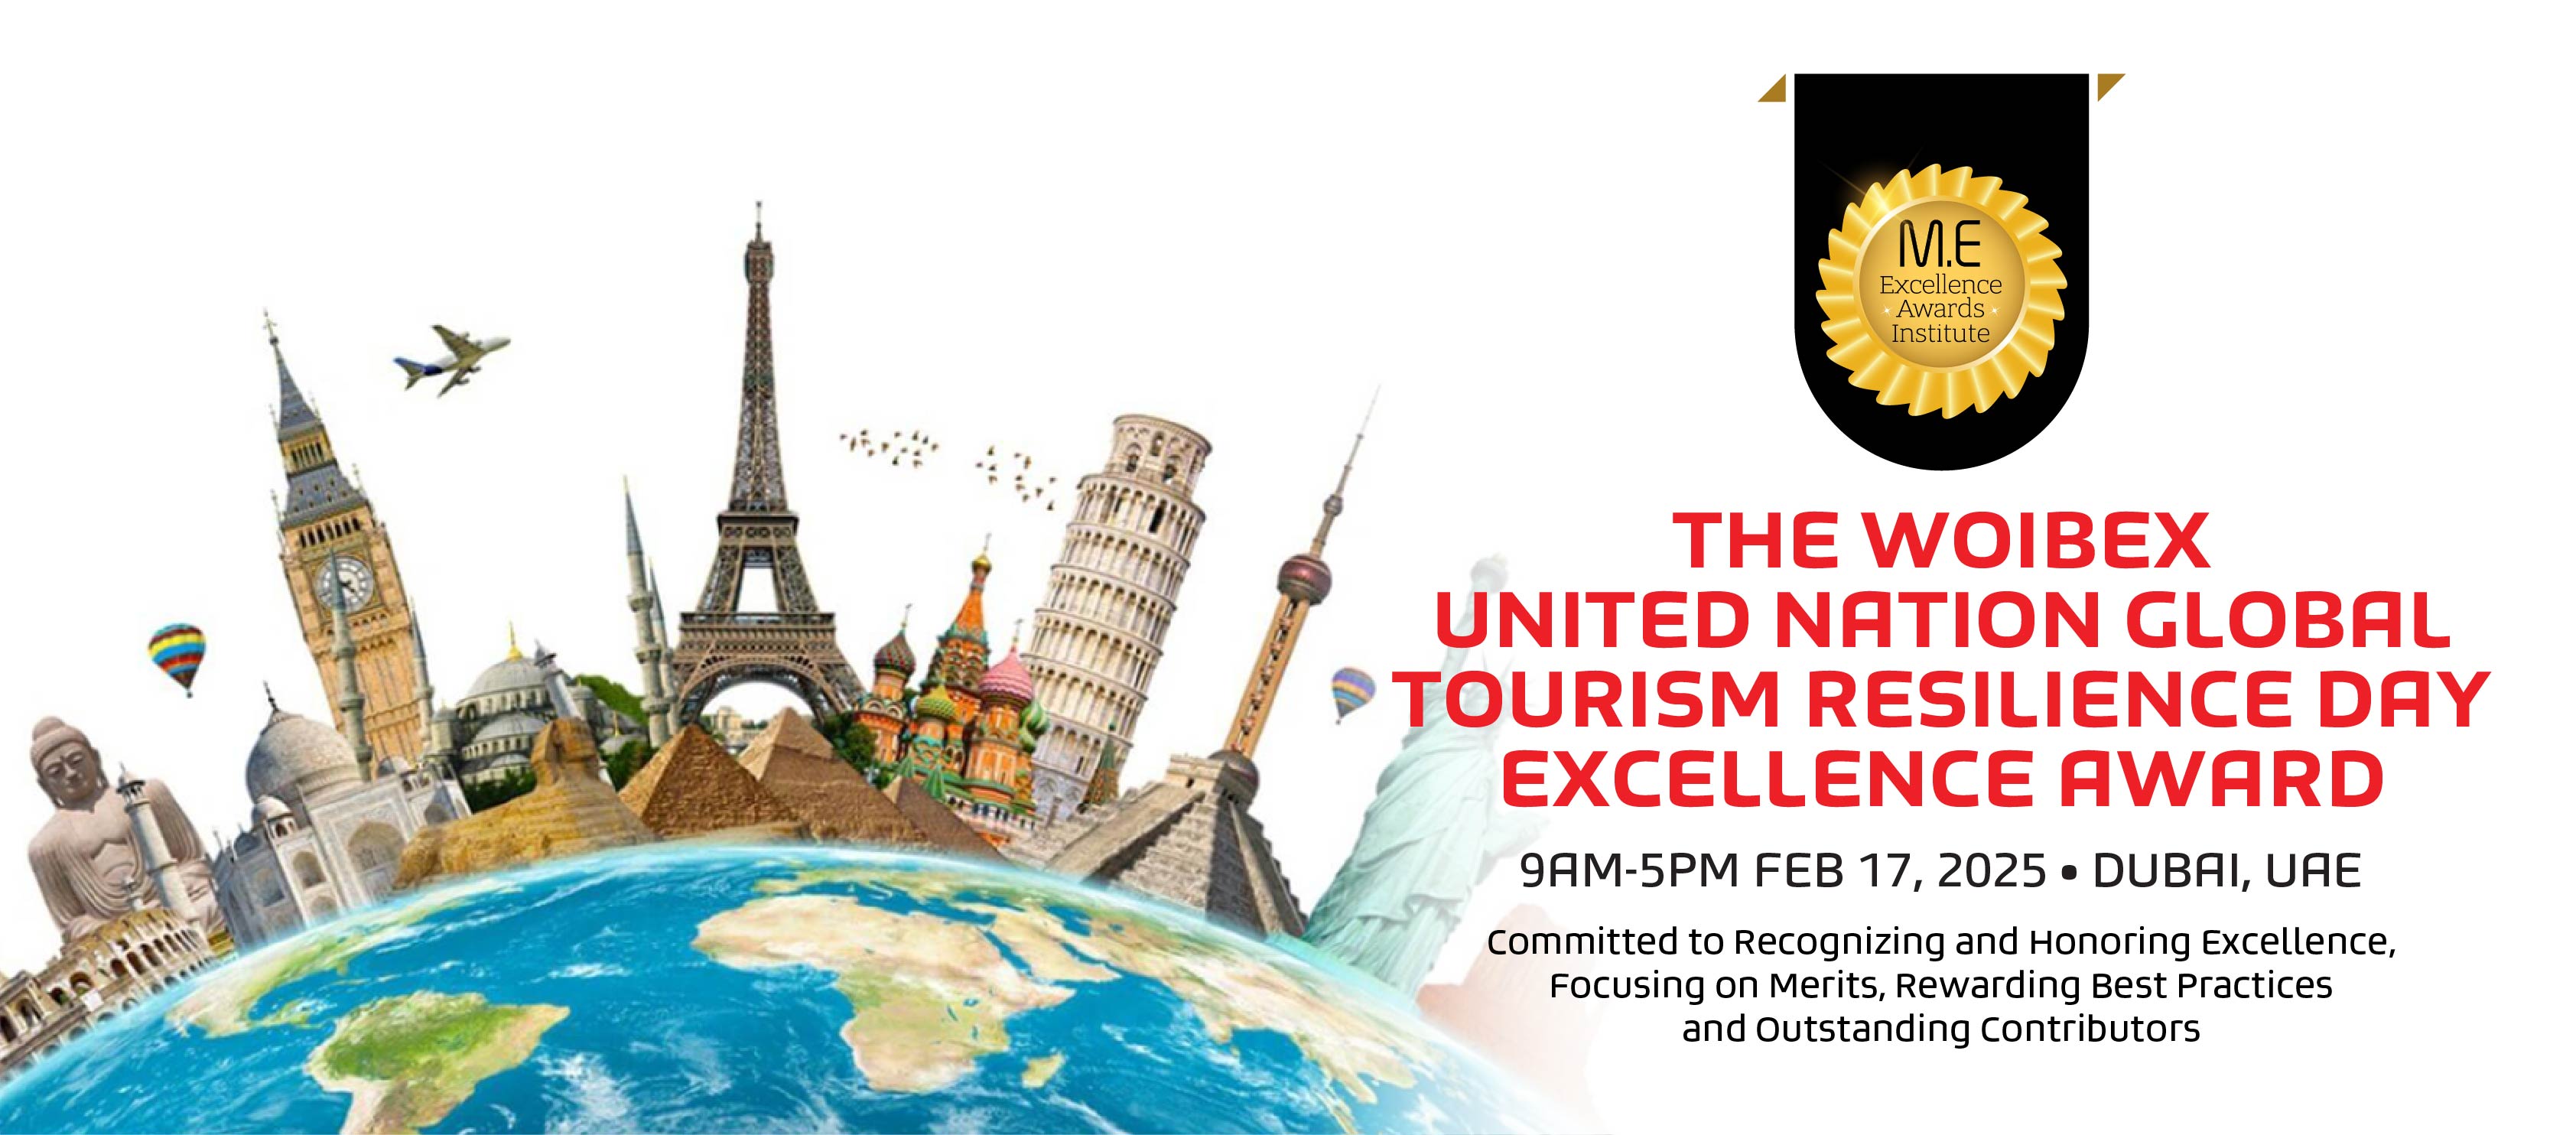 M.E
Excellence
Awards
Institute
THE WOIBEX
UNITED NATION GLOBAL
TOURISM RESILIENCE DAY
EXCELLENCE AWARD
9AM-5PM FEB 17, 2025 • DUBAI, UAE
Committed to Recognizing and Honoring Excellence,
Focusing on Merits, Rewarding Best Practices
and Outstanding Contributors